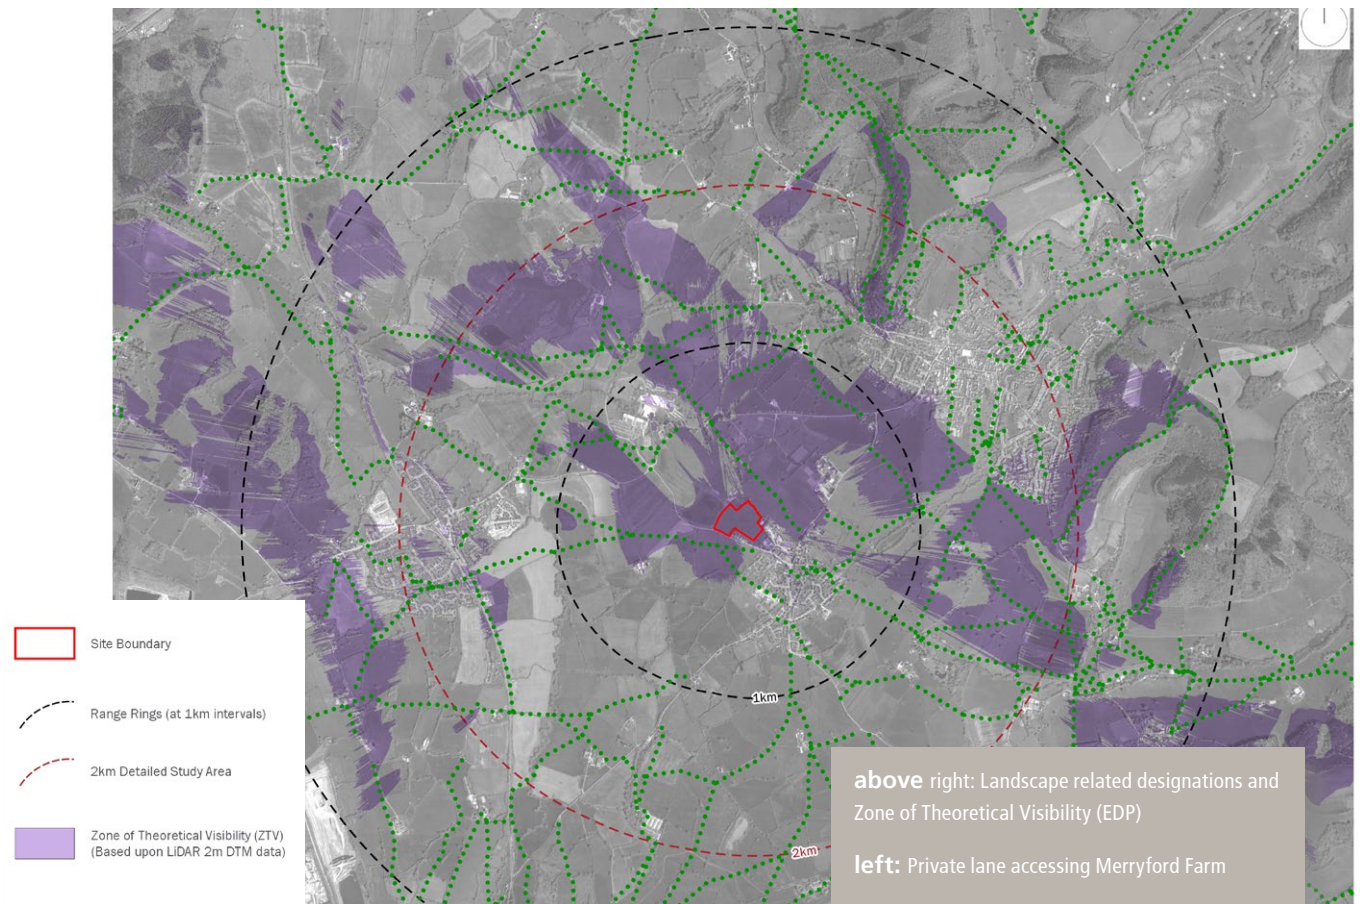 1km
2km
Site Boundary
Range Rings (at 1km intervals)
2km Detailed Study Area
Zone of Theoretical Visibility (ZTV)
(Based upon LiDAR 2m DTM data)
above right: Landscape related designations and
Zone of Theoretical Visibility (EDP)
left: Private lane accessing Merryford Farm